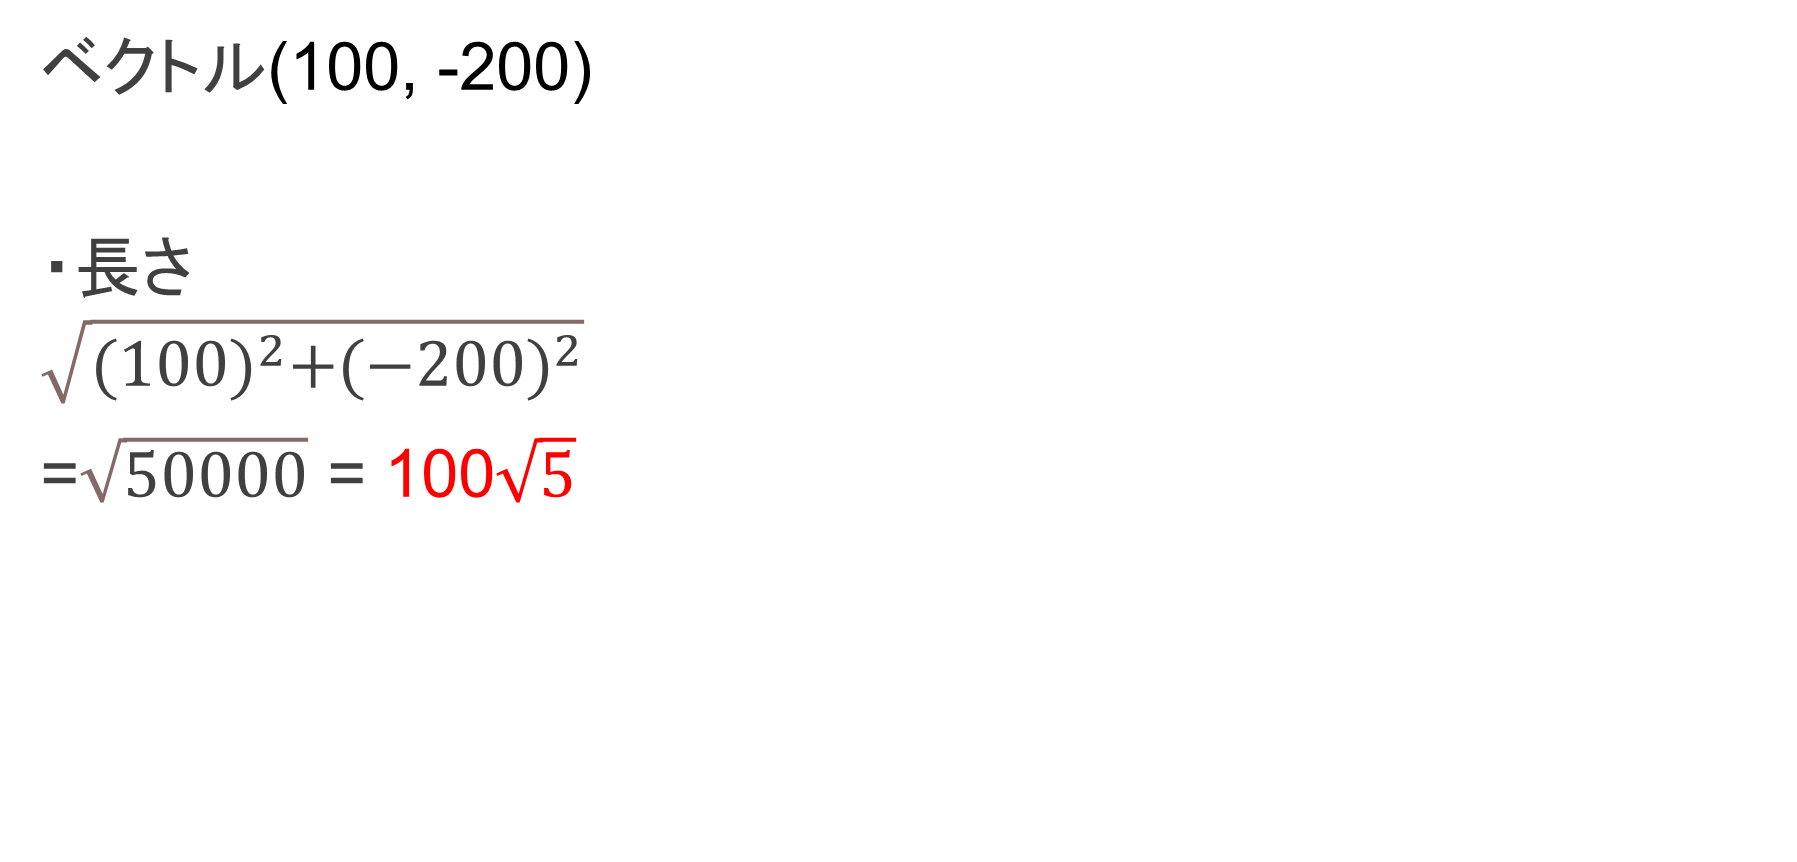 ベクトル(100, -200)
・長さ
√(100)²+(−200)²
=√50000 = 100√5